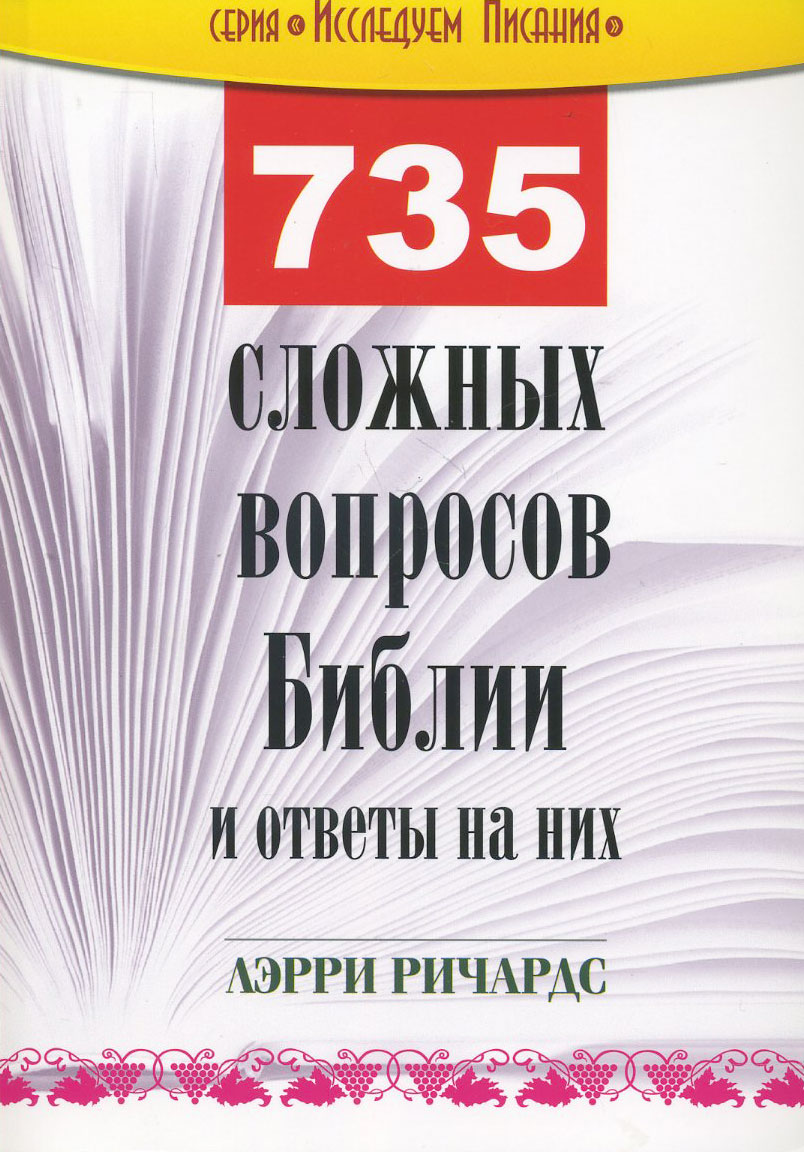 серия «Исследуем Писания»
735
сложных
вопросов
Библии
и ответы на них
ЛЭРРИ РИЧАРДС